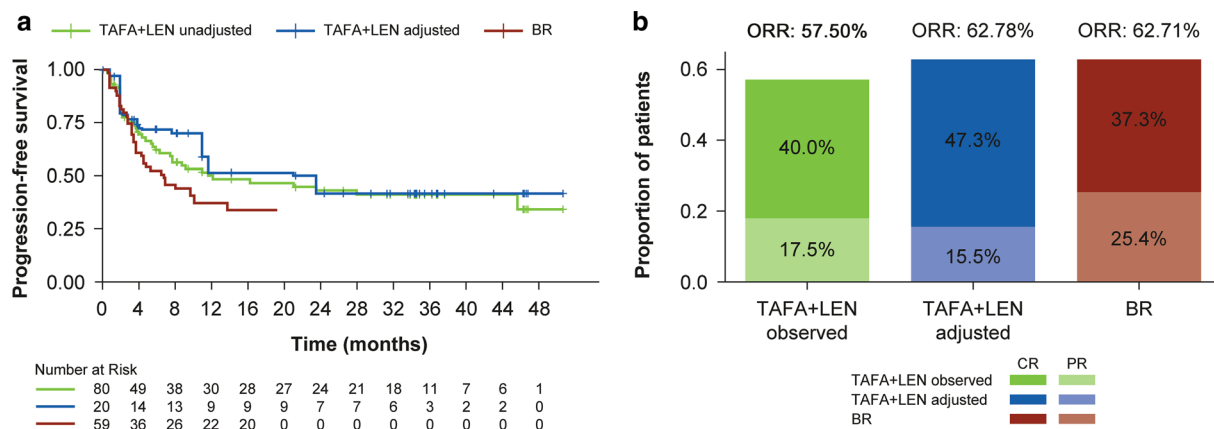 a
TAFA+LEN unadjusted TAFA+LEN adjusted BR
Progression-free survival
1.00
0.75
0.50
0.25
0.00
0 4 8 12 16 20 24 28 32 36 40 44 48
Time (months)
Number at Risk
80 49 38 30 28 27 24 21 18 11 7 6 1
20 14 13 9 9 9 7 7 6 3 2 2 0
59 36 26 22 20 0 0 0 0 0 0 0 0
b
ORR: 57.50% ORR: 62.78% ORR: 62.71%
Proportion of patients
0.6
0.4
0.2
0.0
40.0% 47.3% 37.3%
17.5% 15.5% 25.4%
TAFA+LEN TAFA+LEN BR
observed adjusted
CR PR
TAFA+LEN observed
TAFA+LEN adjusted
BR